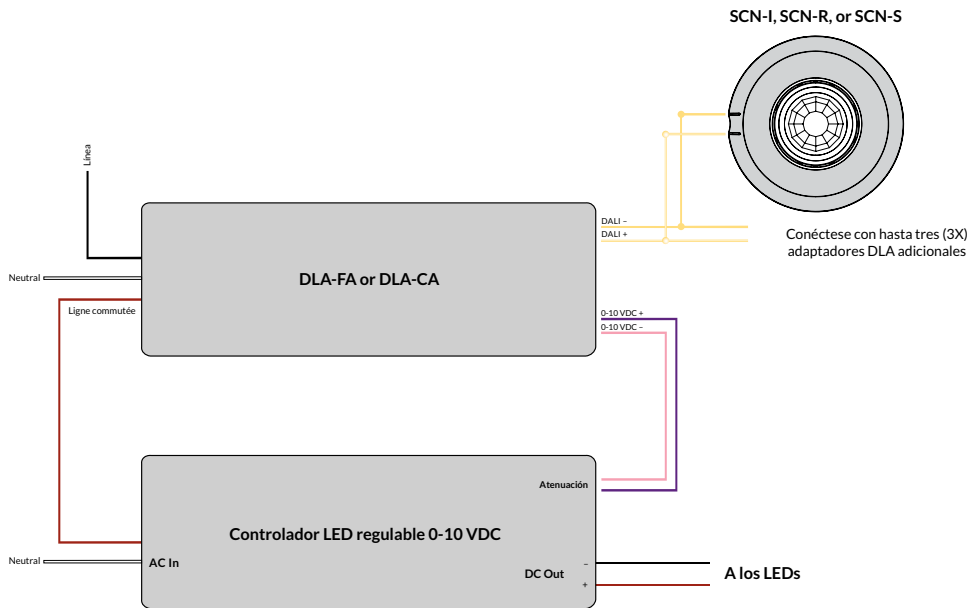 SCN-I, SCN-R, or SCN-S
Línea
DALI –
DALI +
Conéctese con hasta tres (3X)
adaptadores DLA adicionales
Neutral
DLA-FA or DLA-CA
Ligne commutée
0-10 VDC +
0-10 VDC –
Atenuación
Controlador LED regulable 0-10 VDC
Neutral
AC In
DC Out
–
+
A los LEDs